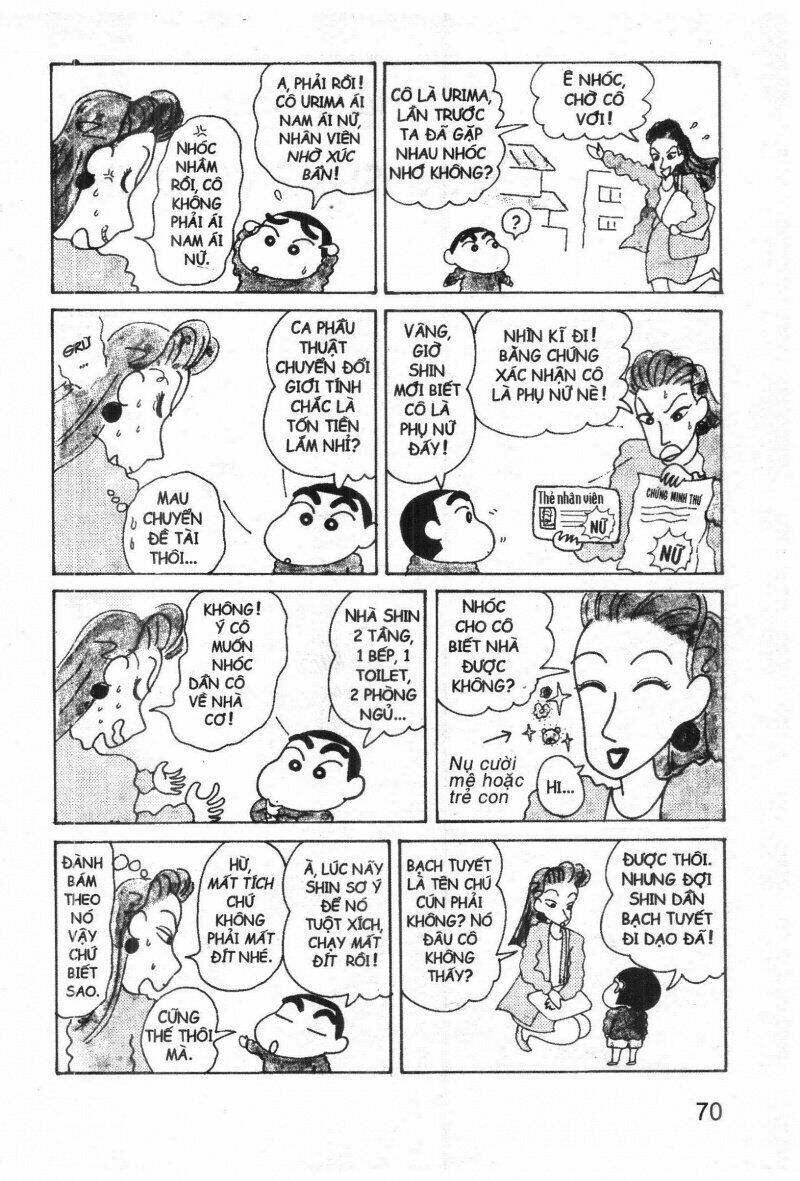 Ê NHÓC,
CHỜ CÔ
VỚI!
CÔ LÀ URIMA,
LẦN TRƯỚC
TA ĐÃ GẶP
NHAU NHÓC
NHỚ KHÔNG?
?
A, PHẢI RỒI!
CÔ URIMA ÁI
NAM ÁI NỮ,
NHÂN VIÊN
NHỜ XÚC
BẨN!
NHÓC
NHẦM
RỒI, CÔ
KHÔNG
PHẢI ÁI
NAM ÁI
NỮ.
NHÌN KĨ ĐI!
BẰNG CHỨNG
XÁC NHẬN CÔ
LÀ PHỤ NỮ NÈ!
Thẻ nhân viên
NỮ
CHỨNG MINH THƯ
NỮ
VÂNG,
GIỜ
SHIN
MỚI BIẾT
CÔ LÀ
PHỤ NỮ
ĐẤY!
CA PHẪU
THUẬT
CHUYỂN ĐỔI
GIỚI TÍNH
CHẮC LÀ
TỐN TIỀN
LẮM NHỈ?
GRỪ
...
MAU
CHUYỂN
ĐỀ TÀI
THÔI...
NHÓC
CHO CÔ
BIẾT NHÀ
ĐƯỢC
KHÔNG?
Nụ cười
mê hoặc
trẻ con
HI...
NHÀ SHIN
2 TẦNG,
1 BẾP, 1
TOILET,
2 PHÒNG
NGỦ...
KHÔNG!
Ý CÔ
MUỐN
NHÓC
DẪN CÔ
VỀ NHÀ
CƠ!
ĐƯỢC THÔI.
NHƯNG ĐỢI
SHIN DẪN
BẠCH TUYẾT
ĐI DẠO ĐÃ!
BẠCH TUYẾT
LÀ TÊN CHÚ
CÚN PHẢI
KHÔNG? NÓ
ĐÂU CÔ
KHÔNG
THẤY?
À, LÚC NÃY
SHIN SƠ Ý
ĐỂ NÓ
TUỘT XÍCH,
CHẠY MẤT
ĐÍT RỒI!
HỪ,
MẤT TÍCH
CHỨ
KHÔNG
PHẢI MẤT
ĐÍT NHÉ.
CŨNG
THẾ THÔI
MÀ.
ĐÀNH
BÁM
THEO
NÓ
VẬY
CHỨ
BIẾT
SAO.
70